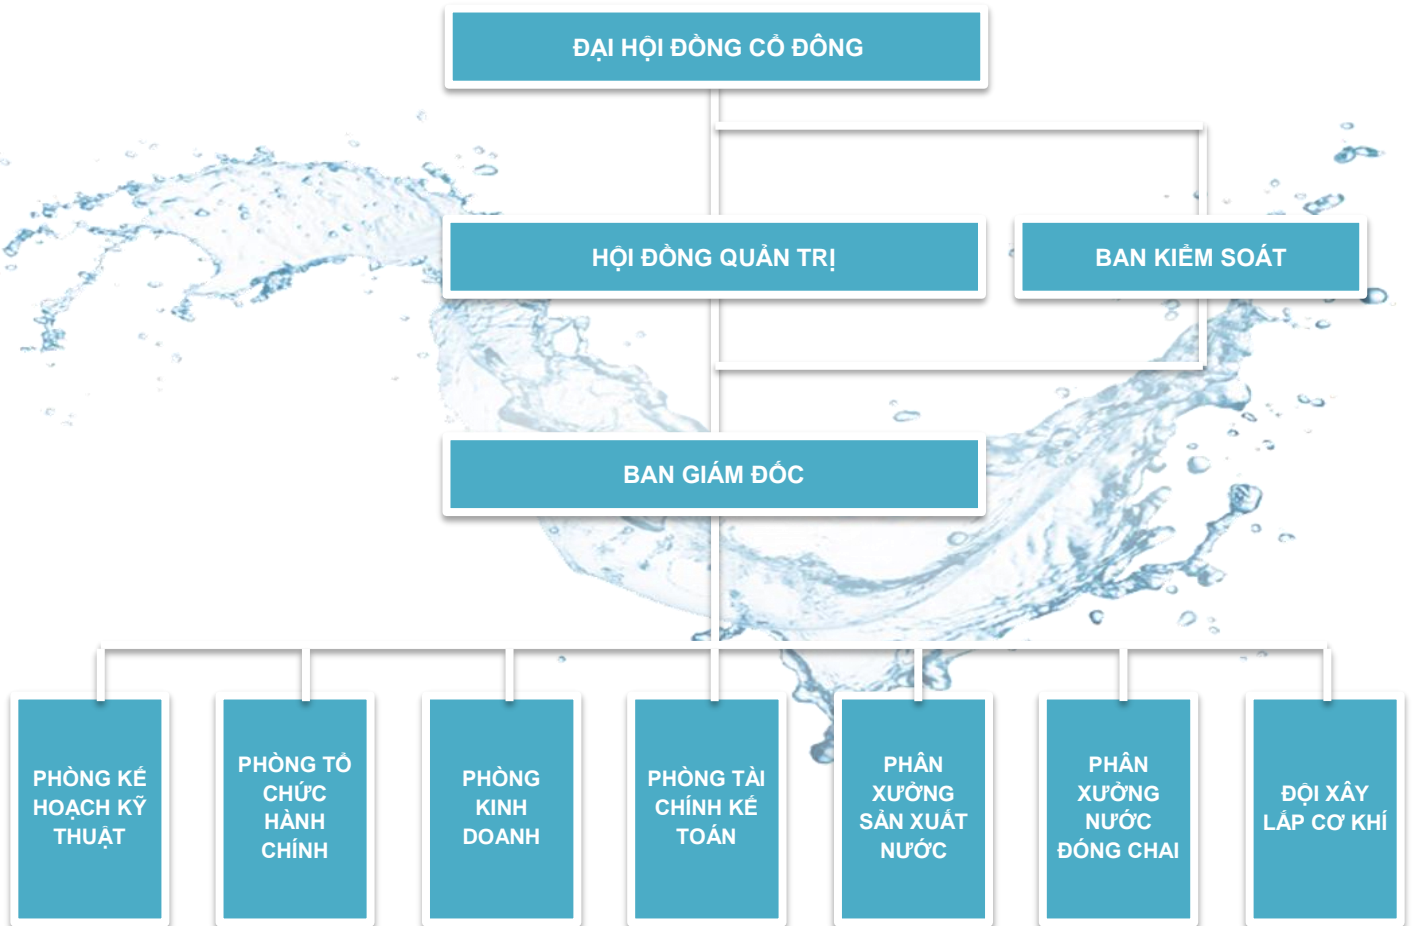 ĐẠI HỘI ĐỒNG CỔ ĐÔNG
HỘI ĐỒNG QUẢN TRỊ
BAN KIỂM SOÁT
BAN GIÁM ĐỐC
PHÒNG KẾ
HOẠCH KỸ
THUẬT
PHÒNG TỔ
CHỨC
HÀNH
CHÍNH
PHÒNG
KINH
DOANH
PHÒNG TÀI
CHÍNH KẾ
TOÁN
PHÂN
XƯỞNG
SẢN XUẤT
NƯỚC
PHÂN
XƯỞNG
NƯỚC
ĐÓNG CHAI
ĐỘI XÂY
LẮP CƠ KHÍ